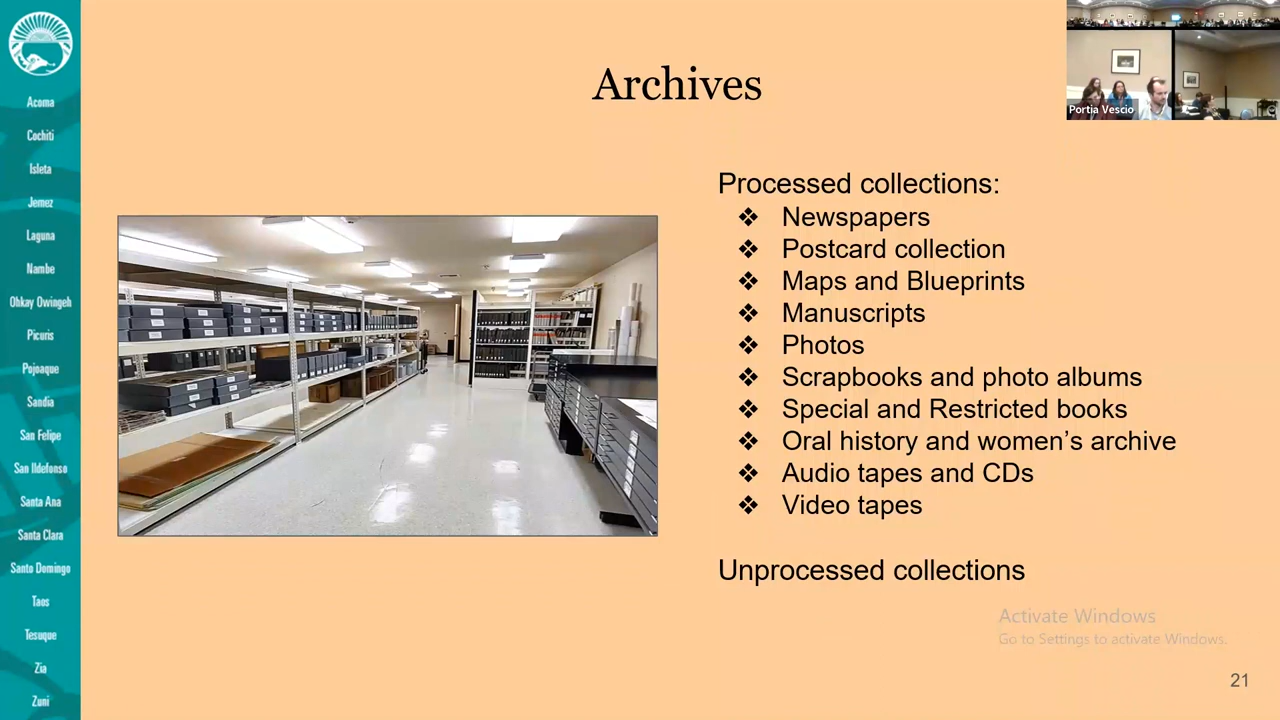 Acoma
Cochiti
Isleta
Jemez
Laguna
Nambe
Ohkay Owingeh
Picuris
Pojoaque
Sandia
San Felipe
San Ildefonso
Santa Ana
Santa Clara
Santo Domingo
Taos
Tesuque
Zia
Zuni
Archives
Portia Vescio
Processed collections:
❖ Newspapers
❖ Postcard collection
❖ Maps and Blueprints
❖ Manuscripts
❖ Photos
❖ Scrapbooks and photo albums
❖ Special and Restricted books
❖ Oral history and women’s archive
❖ Audio tapes and CDs
❖ Video tapes
Unprocessed collections
Activate Windows
Go to Settings to activate Windows.
21